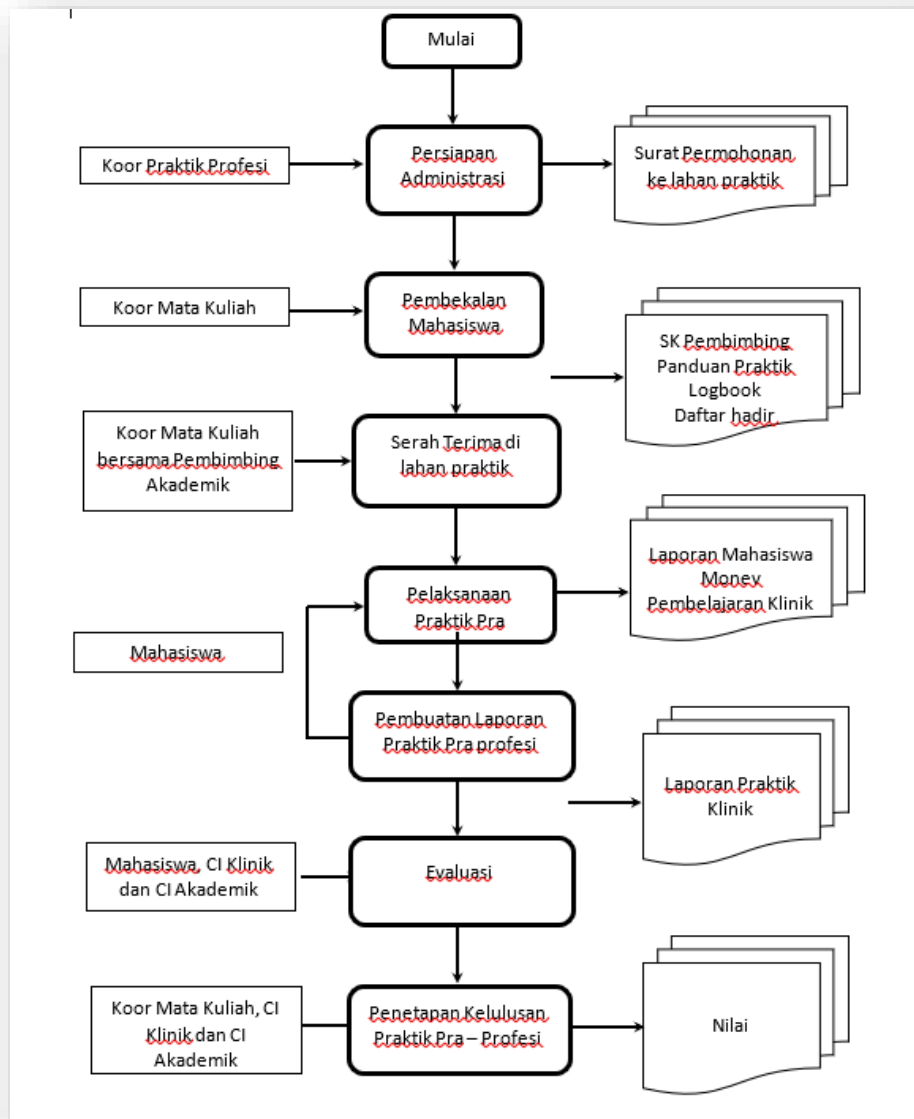 Mulai
Koor Praktik Profesi
Persiapan
Administrasi
Surat Permohonan
ke lahan praktik
Koor Mata Kuliah
Pembekalan
Mahasiswa
SK Pembimbing
Panduan Praktik
Logbook
Daftar hadir
Koor Mata Kuliah
bersama Pembimbing
Akademik
Serah Terima di
lahan praktik
Pelaksanaan
Praktik Pra
Laporan Mahasiswa
Monev
Pembelajaran Klinik
Mahasiswa
Pembuatan Laporan
Praktik Pra profesi
Laporan Praktik
Klinik
Mahasiswa, CI Klinik
dan CI Akademik
Evaluasi
Koor Mata Kuliah, CI
Klinik dan CI
Akademik
Penetapan Kelulusan
Praktik Pra – Profesi
Nilai